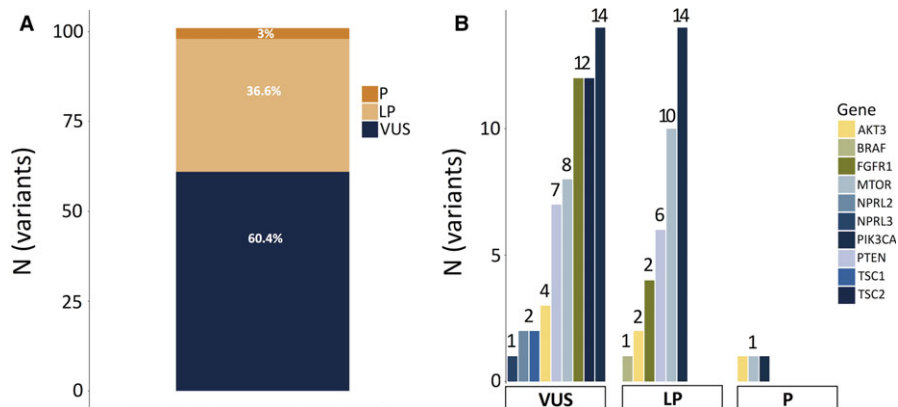 A
N (variants)
100
75
50
25
0
3%
36.6%
60.4%
P
LP
VUS
B
N (variants)
10
5
0
1
2
4
7
8
12
14
1
2
2
6
10
14
1
VUS
LP
P
Gene
AKT3
BRAF
FGFR1
MTOR
NPRL2
NPRL3
PIK3CA
PTEN
TSC1
TSC2